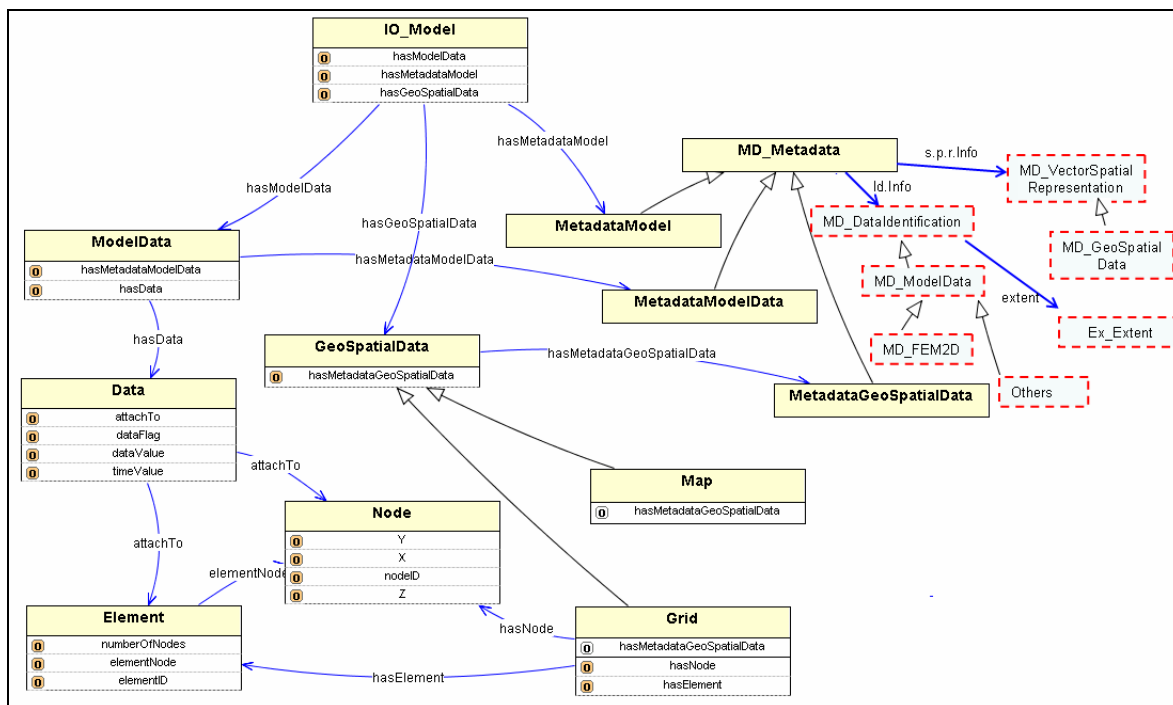 IO_Model
hasModelData
hasMetadataModel
hasGeoSpatialData
hasMetadataModel
hasModelData
hasGeoSpatialData
MD_Metadata
s.p.r.Info
Id.Info
MD_VectorSpatial
Representation
MD_DataIdentification
MD_GeoSpatial
Data
MD_ModelData
extent
MD_FEM2D
Ex_Extent
Others
MetadataModel
ModelData
hasMetadataModelData
hasData
hasMetadataModelData
MetadataModelData
hasData
GeoSpatialData
hasMetadataGeoSpatialData
hasMetadataGeoSpatialData
MetadataGeoSpatialData
Data
attachTo
dataFlag
dataValue
timeValue
attachTo
attachTo
Map
hasMetadataGeoSpatialData
Node
Y
X
nodeID
Z
elementNode
Element
numberOfNodes
elementNode
elementID
hasNode
hasElement
Grid
hasMetadataGeoSpatialData
hasNode
hasElement